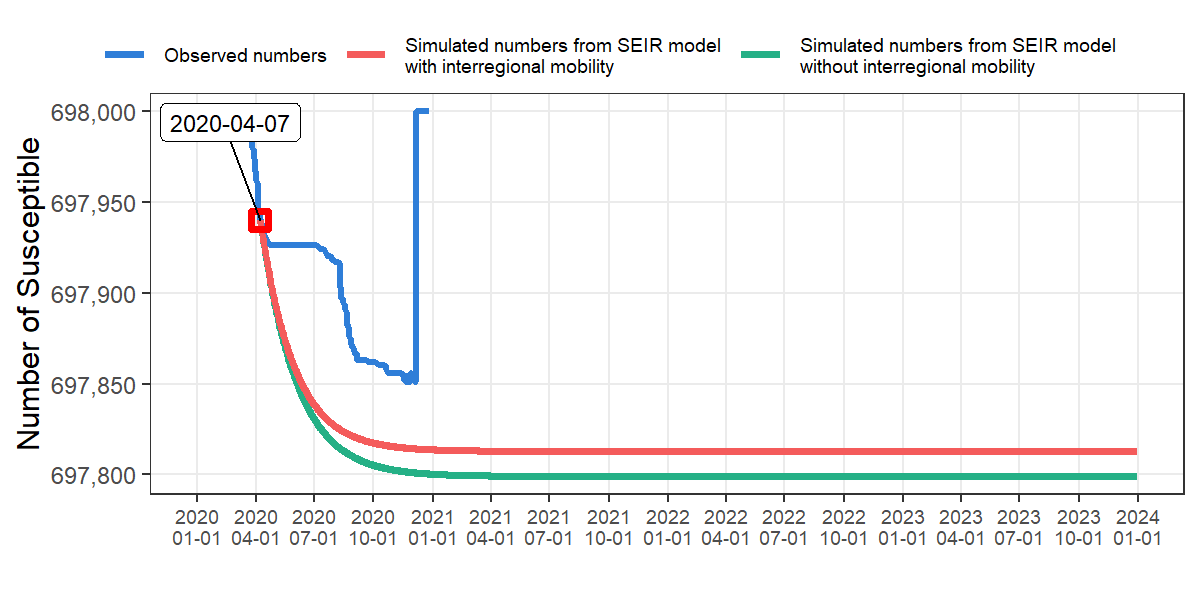 Observed numbers
Simulated numbers from SEIR model
with interregional mobility
Simulated numbers from SEIR model
without interregional mobility
2020-04-07
Number of Susceptible
698,000
697,950
697,900
697,850
697,800
2020 2020 2020 2020 2021 2021 2021 2021 2022 2022 2022 2022 2023 2023 2023 2023 2024
01-01 04-01 07-01 10-01 01-01 04-01 07-01 10-01 01-01 04-01 07-01 10-01 01-01 04-01 07-01 10-01 01-01